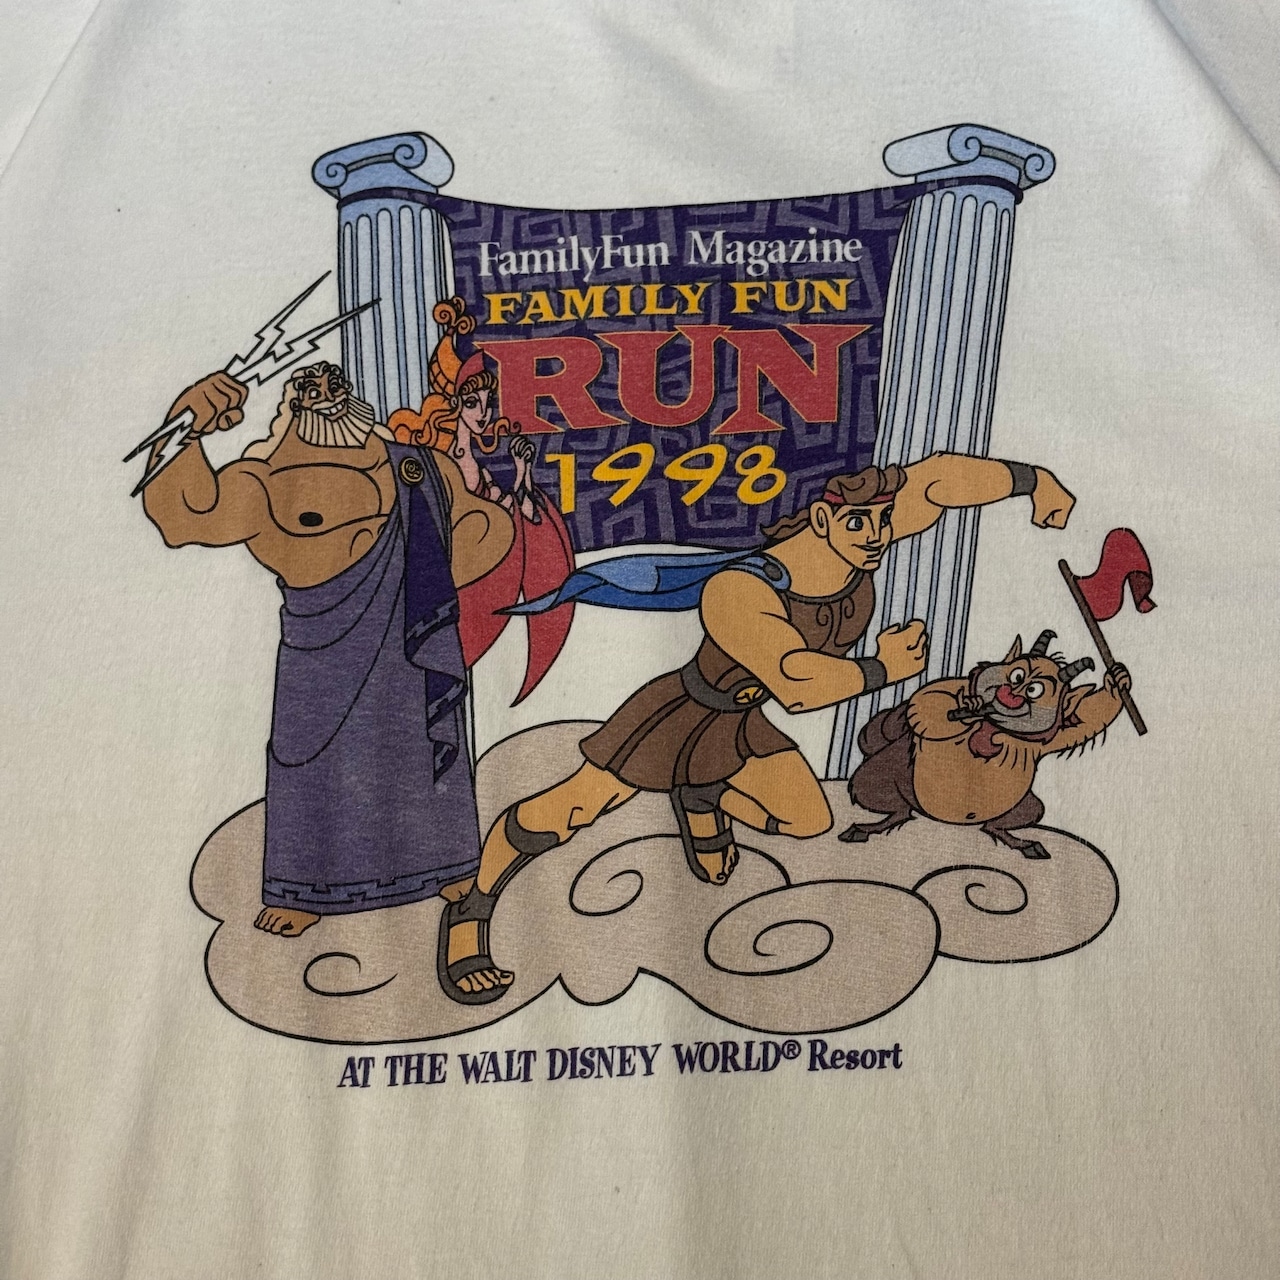 FamilyFun Magazine
FAMILY FUN
RUN
1998
AT THE WALT DISNEY WORLD® Resort